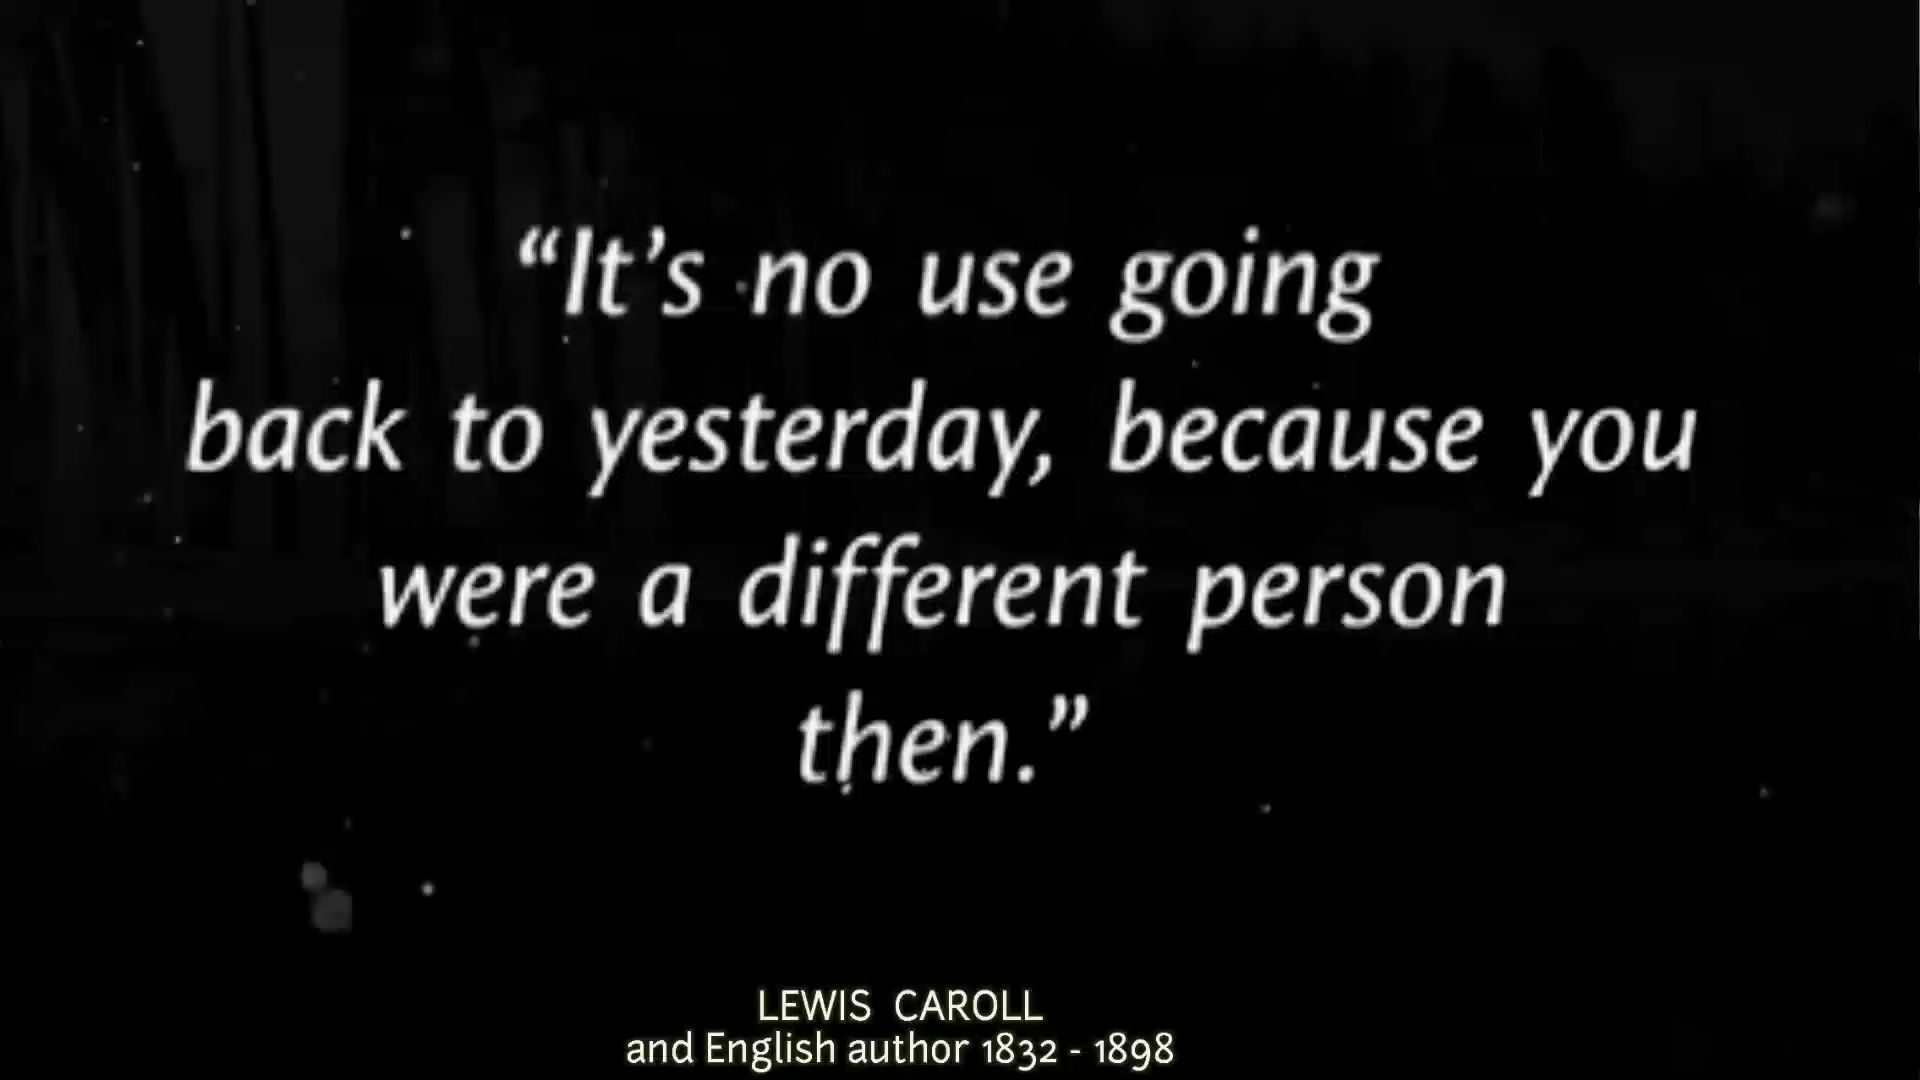 “It’s no use going
back to yesterday, because you
were a different person
then.”
LEWIS CAROLL
and English author 1832 - 1898